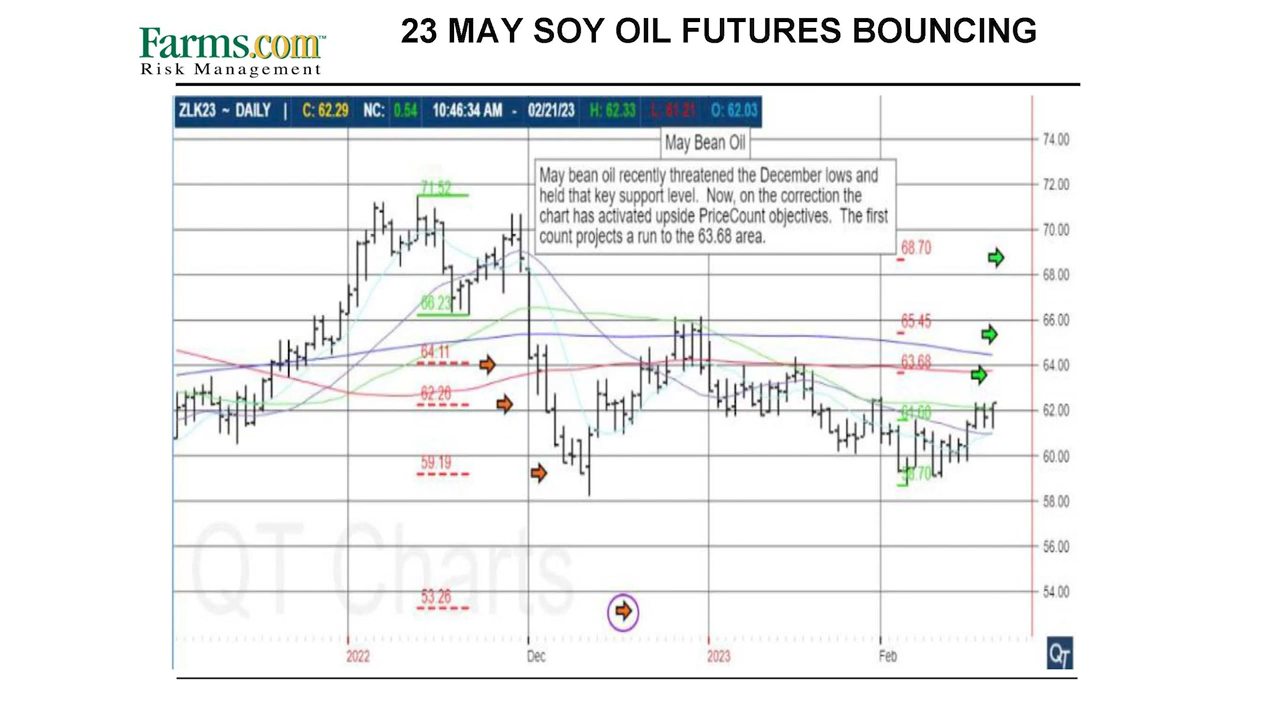 Farms.com™
Risk Management
23 MAY SOY OIL FUTURES BOUNCING
ZLK23 ~ DAILY | C: 62.29 NC: 0.54 10:46:34 AM - 02/21/23 H: 62.33 L: 61.21 O: 62.03
May Bean Oil
May bean oil recently threatened the December lows and
held that key support level. Now, on the correction the
chart has activated upside PriceCount objectives. The first
count projects a run to the 63.68 area.
71.52
66.23
64.11
62.26
59.19
53.26
68.70
65.45
63.68
58.70
74.00
72.00
70.00
68.00
66.00
64.00
62.00
60.00
58.00
56.00
54.00
QT Charts
2022
Dec
2023
Feb
QT